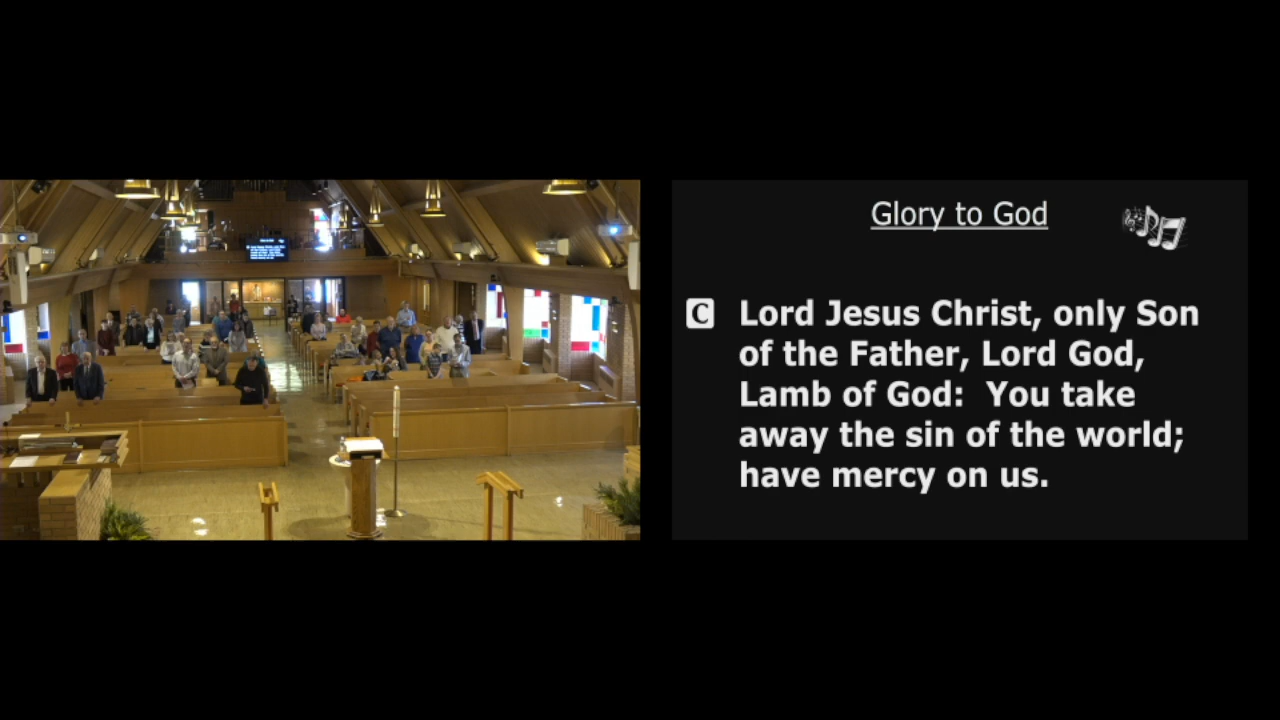 Glory to God
C Lord Jesus Christ, only Son
of the Father, Lord God,
Lamb of God: You take
away the sin of the world;
have mercy on us.